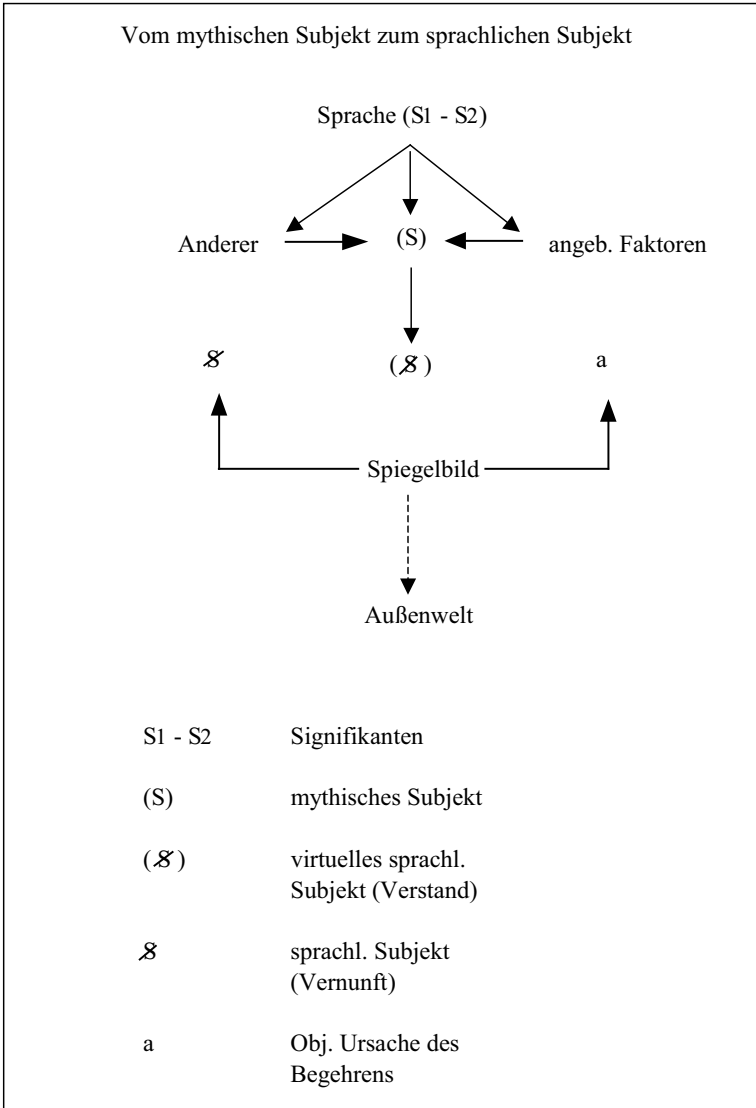 Vom mythischen Subjekt zum sprachlichen Subjekt
Sprache (S1 - S2)
Anderer (S) angeb. Faktoren
$ ($) a
Spiegelbild
Außenwelt
S1 - S2 Signifikanten
(S) mythisches Subjekt
($) virtuelles sprachl.
Subjekt (Verstand)
$ sprachl. Subjekt
(Vernunft)
a Obj. Ursache des
Begehrens